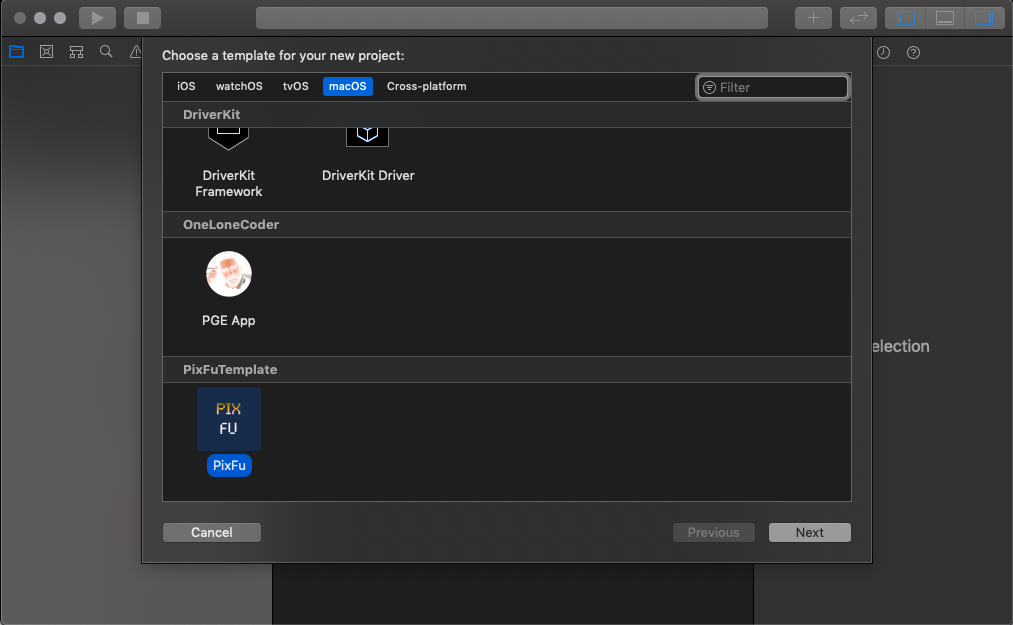 Choose a template for your new project:
iOS watchOS tvOS macOS Cross-platform
Filter
DriverKit
DriverKit
Framework
DriverKit Driver
OneLoneCoder
PGE App
election
PixFuTemplate
PIX
FU
PixFu
Cancel
Previous
Next